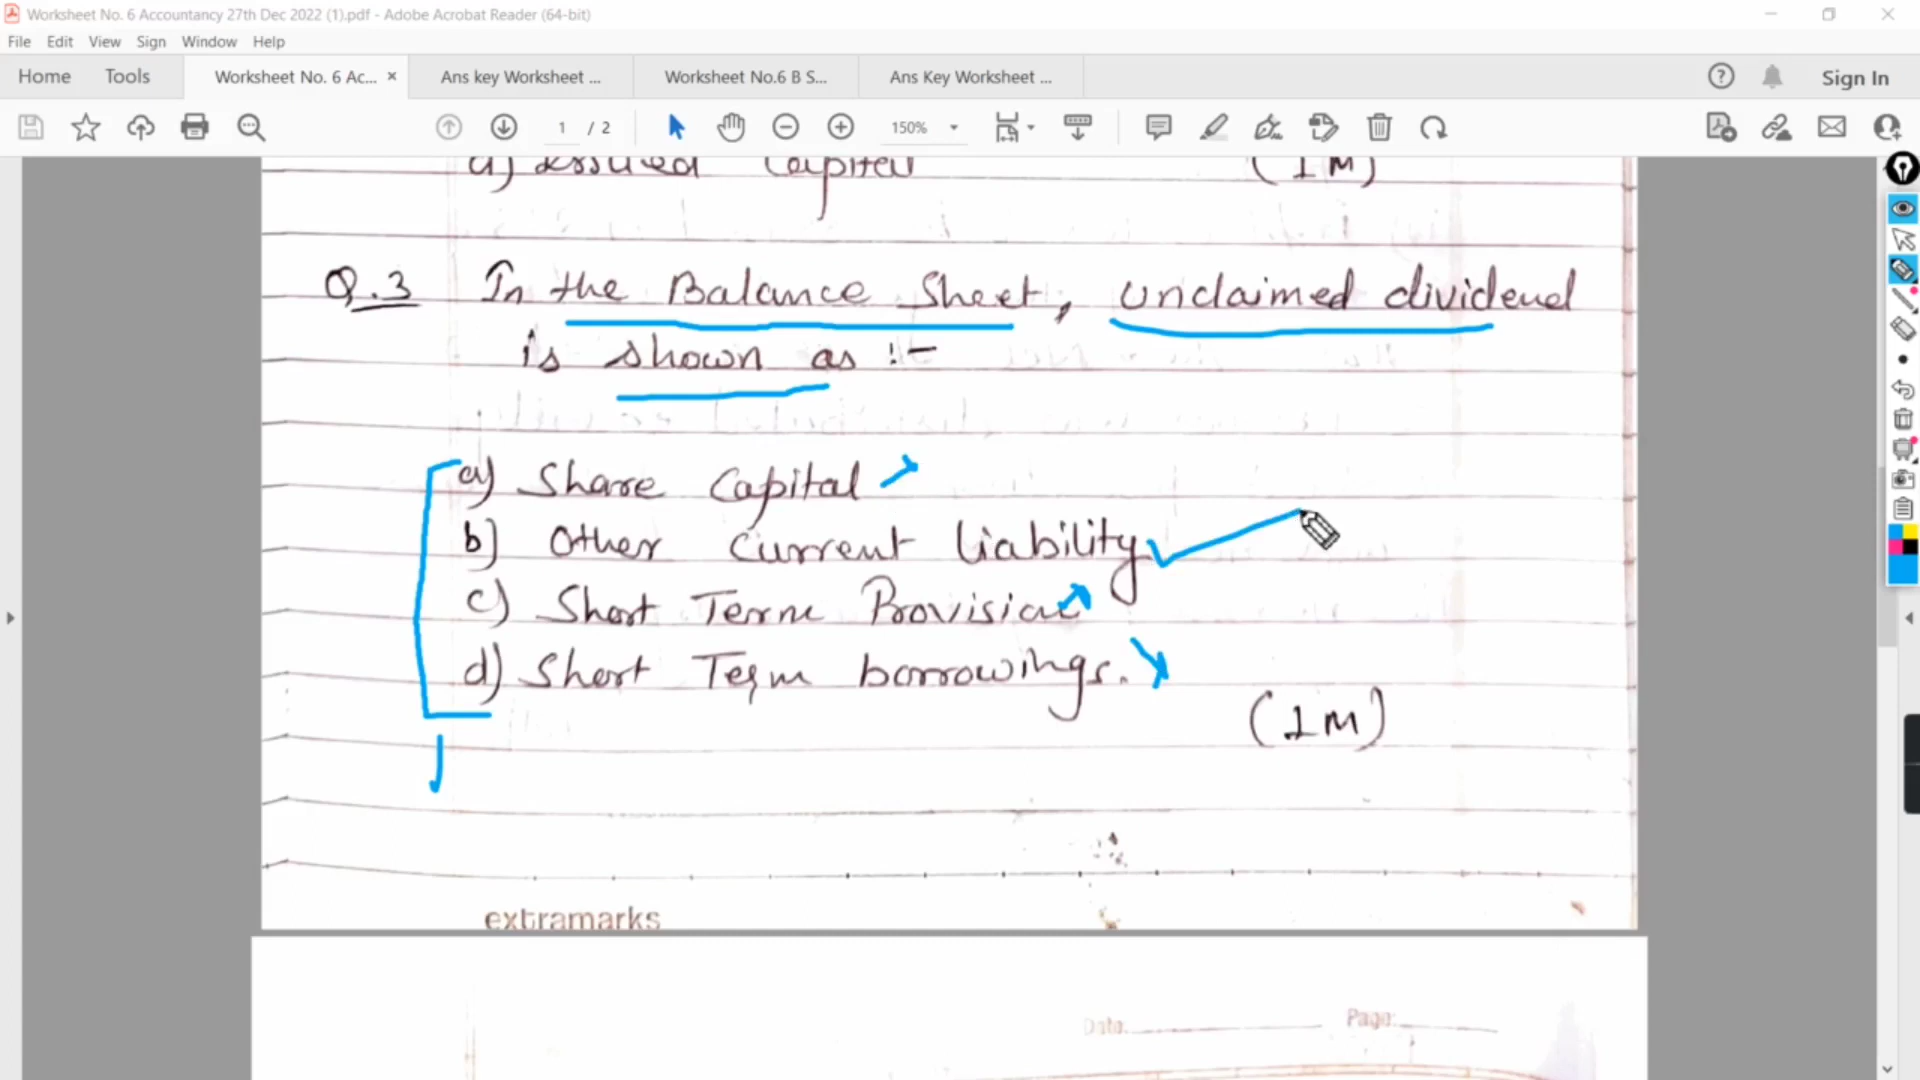 Worksheet No. 6 Accountancy 27th Dec 2022 (1).pdf - Adobe Acrobat Reader (64-bit)
File Edit View Sign Window Help
Home Tools Worksheet No. 6 Ac... × Ans key Worksheet ... Worksheet No.6 B S... Ans Key Worksheet ... Sign In
1 / 2 150%
d) Issued Capital (1M)
Q.3 In the Balance Sheet, unclaimed dividend
is shown as :-
a) Share Capital
b) Other Current liability
c) Short Term Provision
d) Short Term borrowings.
(1M)
extramarks
Date: Page: